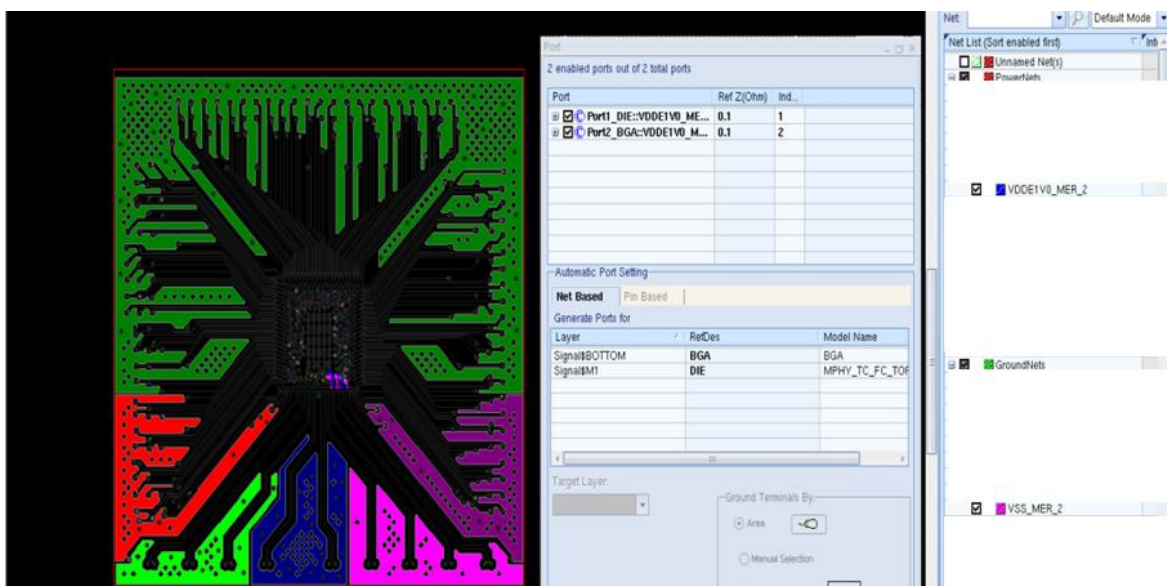 Net:
Default Mode
Port
2 enabled ports out of 2 total ports
Port Ref Z(Ohm) Ind...
Port1_DIE::VDDE1V0_ME... 0.1 1
Port2_BGA::VDDE1V0_M... 0.1 2
Automatic Port Setting
Net Based Pin Based
Generate Ports for
Layer RefDes Model Name
Signal$BOTTOM BGA BGA
Signal$M1 DIE MPHY_TC_FC_TOP
Target Layer:
Ground Terminals By:
Area
Manual Selection
Net List (Sort enabled first)
Unnamed Net(s)
PowerNets
VDDE1V0_MER_2
GroundNets
VSS_MER_2